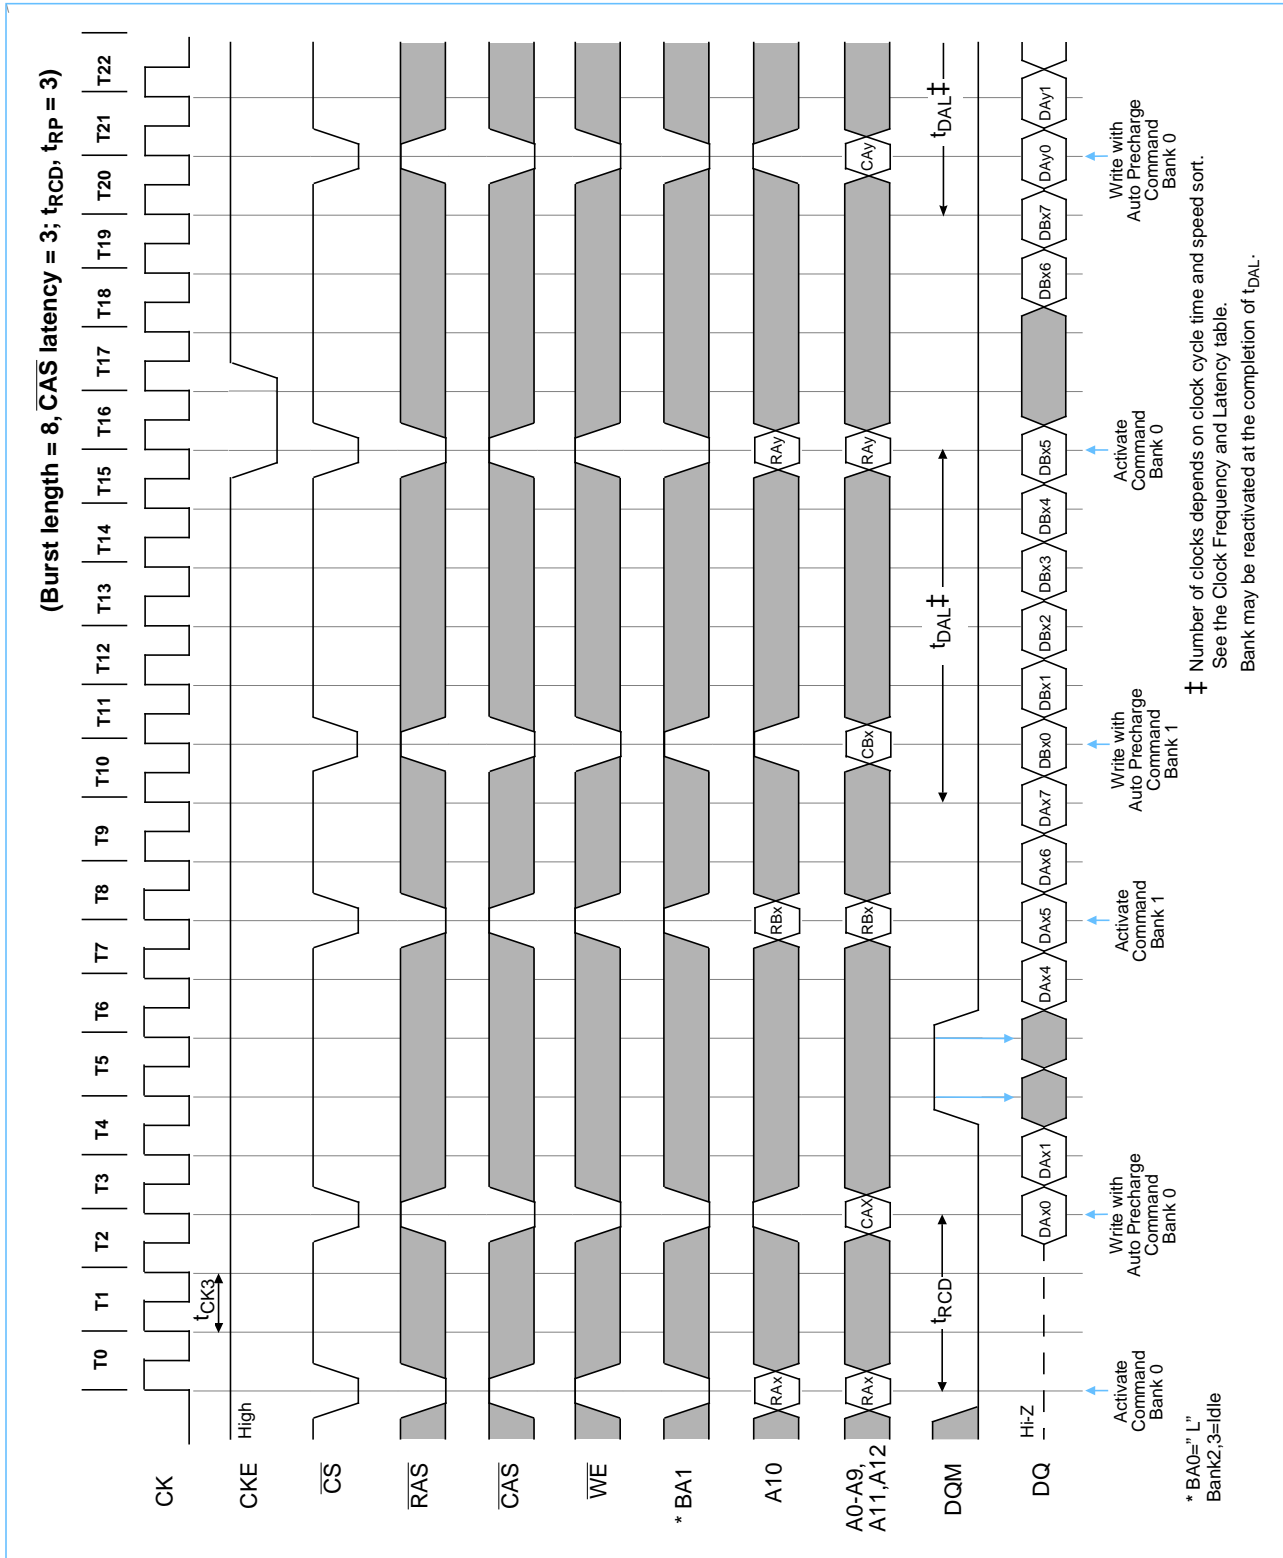 (Burst length = 8, CAS latency = 3; tRCD, tRP = 3)
T0 T1 T2 T3 T4 T5 T6 T7 T8 T9 T10 T11 T12 T13 T14 T15 T16 T17 T18 T19 T20 T21 T22
CK
tCK3
CKE
High
CS
RAS
CAS
WE
* BA1
A10
RAx RBx RAy
A0-A9,
A11,A12
RAx CAX RBx CBx RAy CAy
DQM
tRCD tDAL‡ tDAL‡
DQ
Hi-Z
DAx0 DAx1 DAx4 DAx5 DAx6 DAx7 DBx0 DBx1 DBx2 DBx3 DBx4 DBx5 DBx6 DBx7 DAy0 DAy1
Activate
Command
Bank 0
Write with
Auto Precharge
Command
Bank 0
Activate
Command
Bank 1
Write with
Auto Precharge
Command
Bank 1
Activate
Command
Bank 0
Write with
Auto Precharge
Command
Bank 0
* BA0=" L"
Bank2,3=Idle
‡ Number of clocks depends on clock cycle time and speed sort.
See the Clock Frequency and Latency table.
Bank may be reactivated at the completion of tDAL.